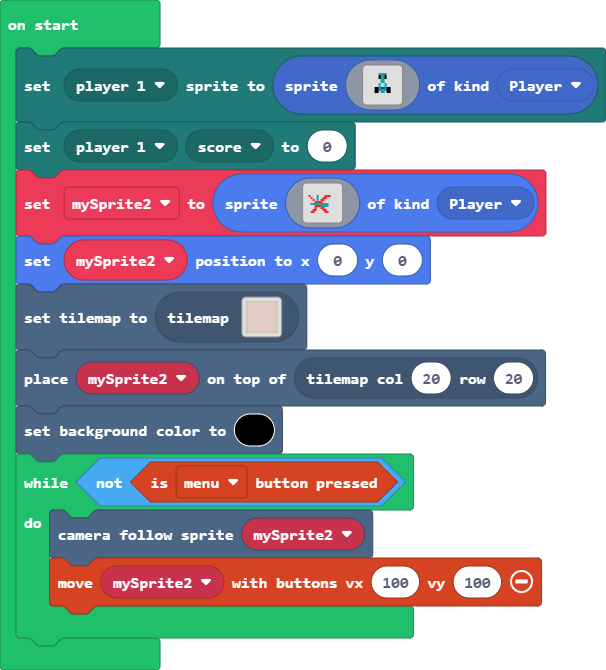 on start
set player 1 sprite to sprite of kind Player
set player 1 score to 0
set mySprite2 to sprite of kind Player
set mySprite2 position to x 0 y 0
set tilemap to tilemap
place mySprite2 on top of tilemap col 20 row 20
set background color to
while not is menu button pressed
do
camera follow sprite mySprite2
move mySprite2 with buttons vx 100 vy 100